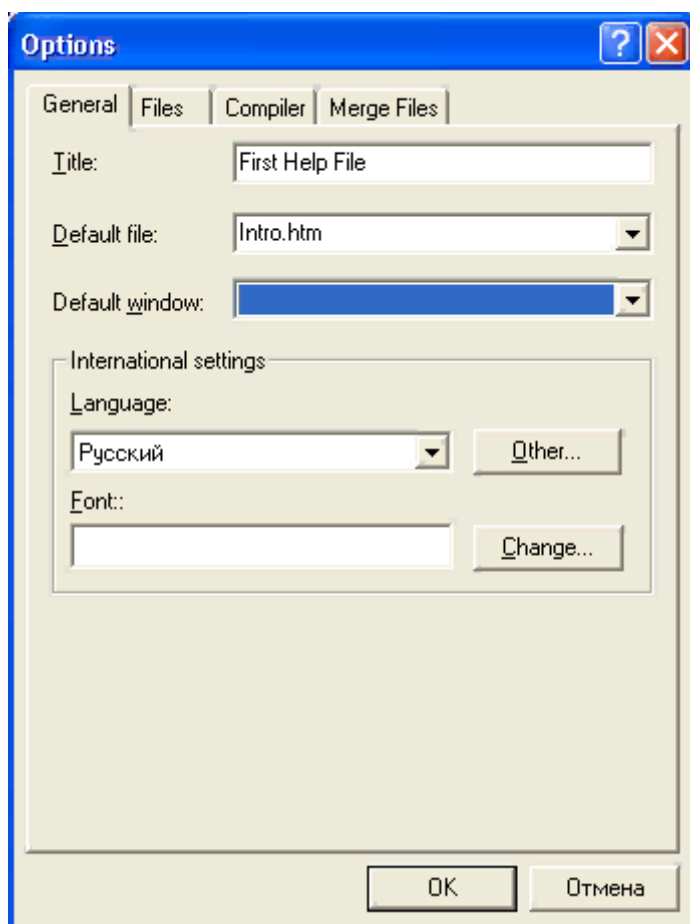 Options
General Files Compiler Merge Files
Title: First Help File
Default file: Intro.htm
Default window:
International settings
Language:
Русский Other...
Font::
Change...
OK Отмена